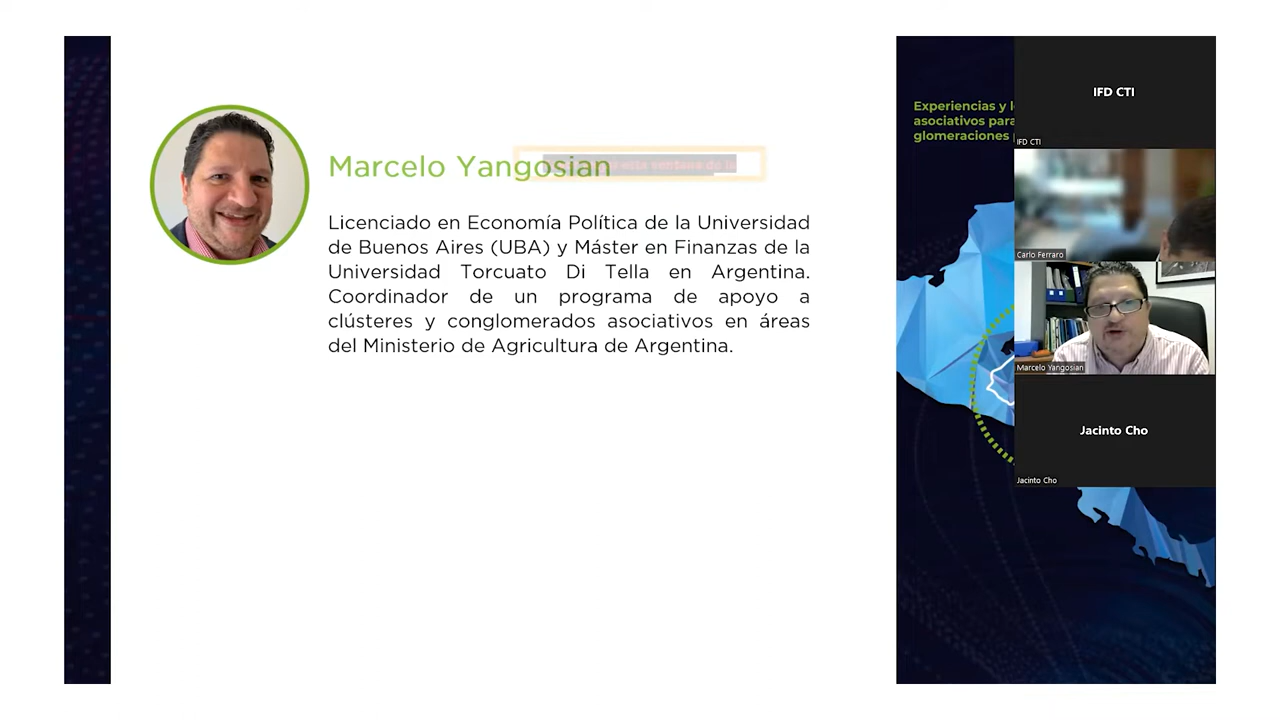 Marcelo Yangosian
Licenciado en Economía Política de la Universidad
de Buenos Aires (UBA) y Máster en Finanzas de la
Universidad Torcuato Di Tella en Argentina.
Coordinador de un programa de apoyo a
clústeres y conglomerados asociativos en áreas
del Ministerio de Agricultura de Argentina.
Experiencias y
asociativos para
glomeraciones
IFD CTI
IFD CTI
Carlo Ferraro
Marcelo Yangosian
Jacinto Cho
Jacinto Cho